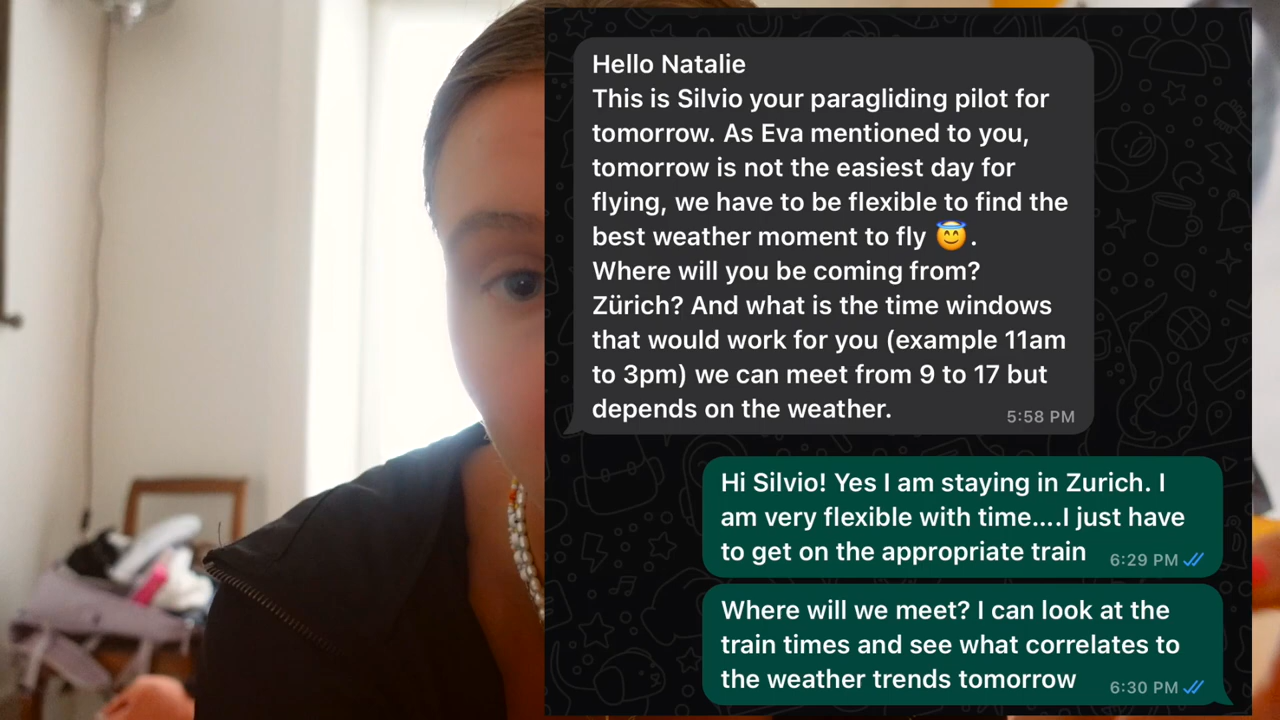 Hello Natalie
This is Silvio your paragliding pilot for
tomorrow. As Eva mentioned to you,
tomorrow is not the easiest day for
flying, we have to be flexible to find the
best weather moment to fly 😇.
Where will you be coming from?
Zürich? And what is the time windows
that would work for you (example 11am
to 3pm) we can meet from 9 to 17 but
depends on the weather.
5:58 PM
Hi Silvio! Yes I am staying in Zurich. I
am very flexible with time....I just have
to get on the appropriate train
6:29 PM
Where will we meet? I can look at the
train times and see what correlates to
the weather trends tomorrow
6:30 PM